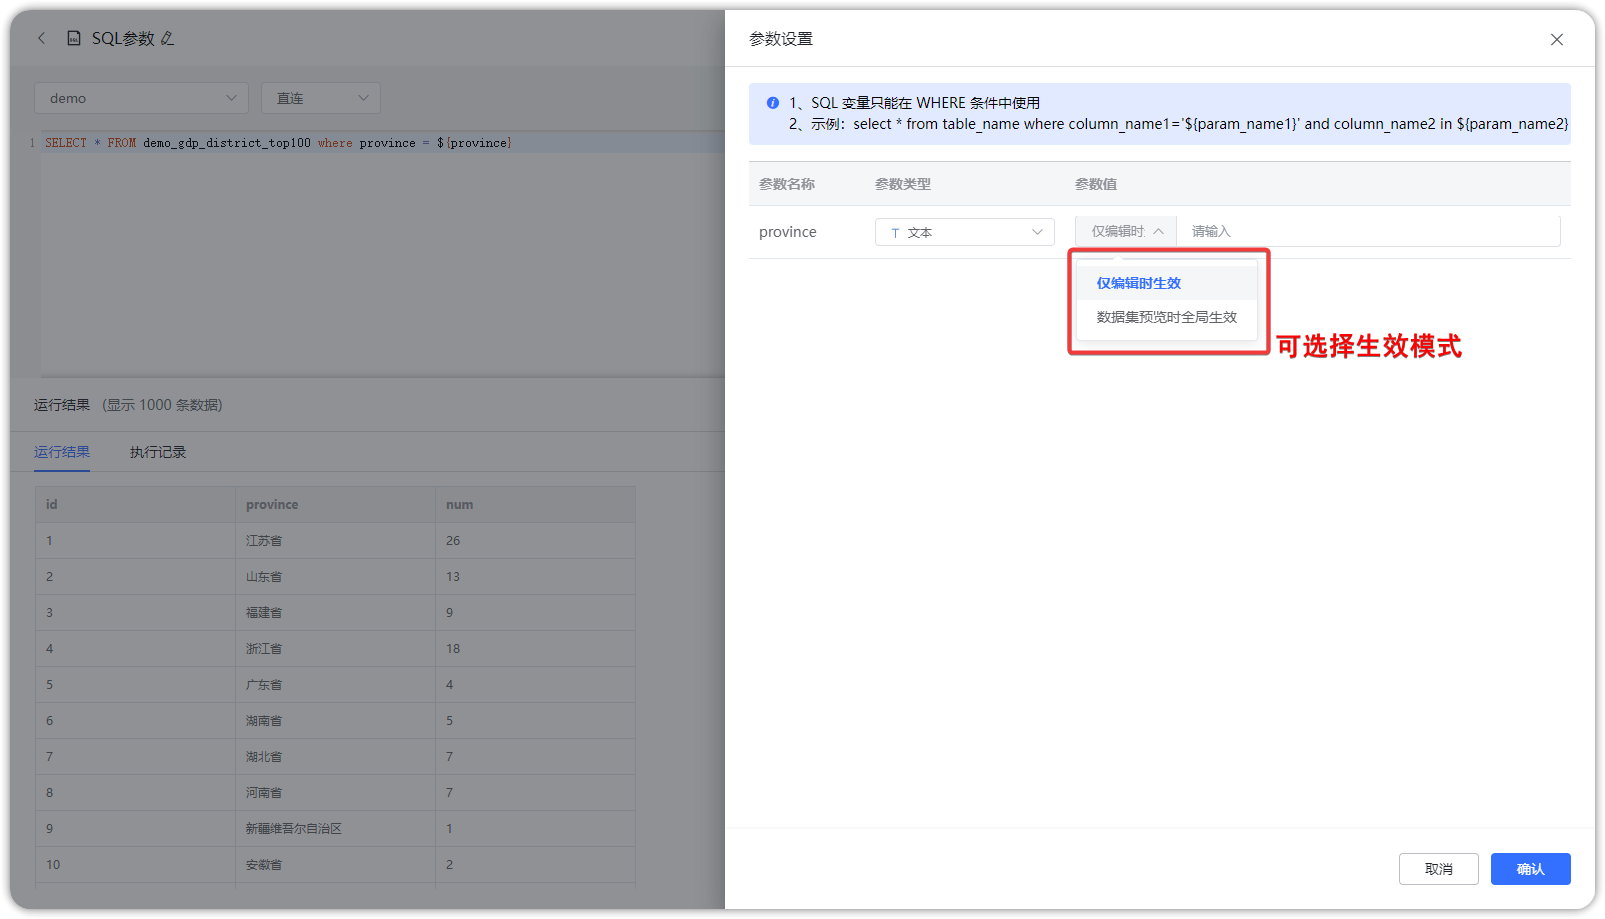 SQL参数
demo
直连
1 SELECT * FROM demo_gdp_district_top100 where province = ${province}
运行结果 (显示 1000 条数据)
运行结果 执行记录
id province num
1 江苏省 26
2 山东省 13
3 福建省 9
4 浙江省 18
5 广东省 4
6 湖南省 5
7 湖北省 7
8 河南省 7
9 新疆维吾尔自治区 1
10 安徽省 2
参数设置
1、SQL 变量只能在 WHERE 条件中使用
2、示例：select * from table_name where column_name1='${param_name1}' and column_name2 in ${param_name2}
参数名称 参数类型 参数值
province T 文本 仅编辑时 请输入
仅编辑时生效
数据集预览时全局生效
可选择生效模式
取消 确认